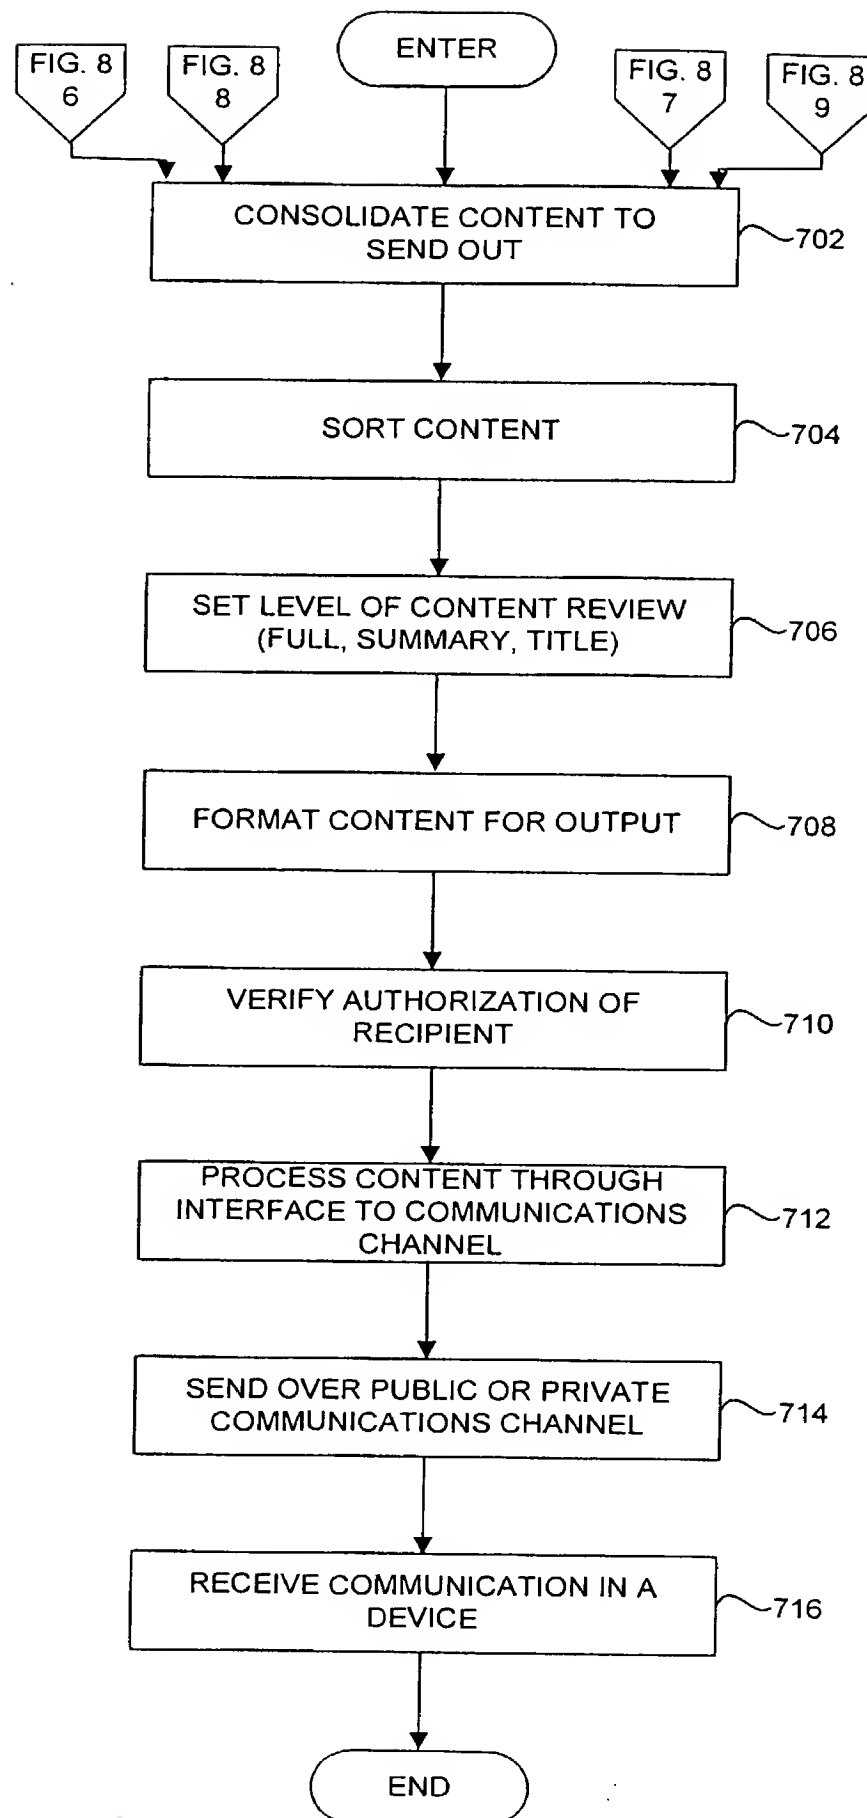 ENTER
FIG. 8
6
FIG. 8
8
FIG. 8
7
FIG. 8
9
CONSOLIDATE CONTENT TO
SEND OUT
702
SORT CONTENT
704
SET LEVEL OF CONTENT REVIEW
(FULL, SUMMARY, TITLE)
706
FORMAT CONTENT FOR OUTPUT
708
VERIFY AUTHORIZATION OF
RECIPIENT
710
PROCESS CONTENT THROUGH
INTERFACE TO COMMUNICATIONS
CHANNEL
712
SEND OVER PUBLIC OR PRIVATE
COMMUNICATIONS CHANNEL
714
RECEIVE COMMUNICATION IN A
DEVICE
716
END